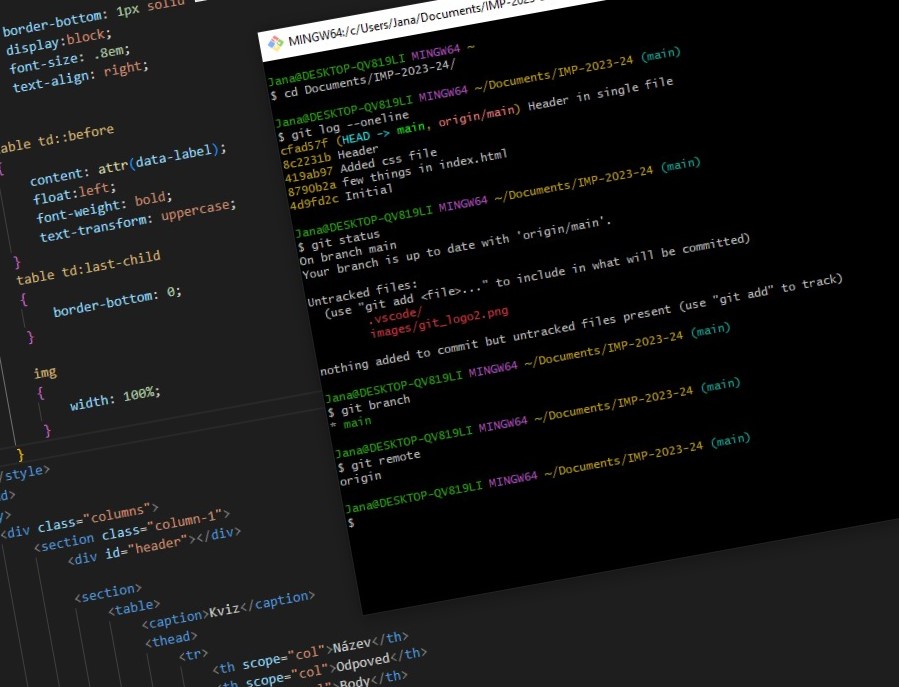 border-bottom: 1px solid
display:block;
font-size: .8em;
text-align: right;
table td::before
{
content: attr(data-label);
float:left;
font-weight: bold;
text-transform: uppercase;
}
table td:last-child
{
border-bottom: 0;
}
img
{
width: 100%;
}
}
/style>
d>
y>
<div class="columns">
<section class="column-1">
<div id="header"></div>
<section>
<table>
<caption>Kviz</caption>
<thead>
<tr>
<th scope="col">Název</th>
<th scope="col">Odpoved</th>
">Body</th>
MINGW64:/c/Users/Jana/Documents/IMP-2023-
Jana@DESKTOP-QV819LI MINGW64 ~
$ cd Documents/IMP-2023-24/
Jana@DESKTOP-QV819LI MINGW64 ~/Documents/IMP-2023-24 (main)
$ git log --oneline
cfad57f (HEAD -> main, origin/main) Header in single file
8c2231b Header
419ab97 Added css file
8790b2a few things in index.html
4d9fd2c Initial
Jana@DESKTOP-QV819LI MINGW64 ~/Documents/IMP-2023-24 (main)
$ git status
On branch main
Your branch is up to date with 'origin/main'.
Untracked files:
(use "git add <file>..." to include in what will be committed)
.vscode/
images/git_logo2.png
nothing added to commit but untracked files present (use "git add" to track)
Jana@DESKTOP-QV819LI MINGW64 ~/Documents/IMP-2023-24 (main)
$ git branch
* main
Jana@DESKTOP-QV819LI MINGW64 ~/Documents/IMP-2023-24 (main)
$ git remote
origin
Jana@DESKTOP-QV819LI MINGW64 ~/Documents/IMP-2023-24 (main)
$